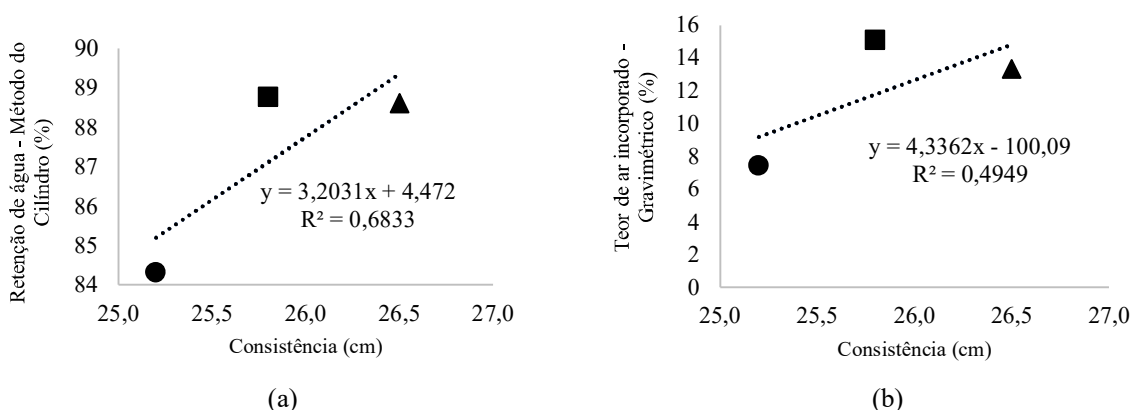 Retenção de água - Método do
Cilíndro (%)
90
89
88
87
86
85
84
y = 3,2031x + 4,472
R² = 0,6833
25,0 25,5 26,0 26,5 27,0
Consistência (cm)
(a)
Teor de ar incorporado -
Gravimétrico (%)
16
14
12
10
8
6
4
2
0
y = 4,3362x - 100,09
R² = 0,4949
25,0 25,5 26,0 26,5 27,0
Consistência (cm)
(b)